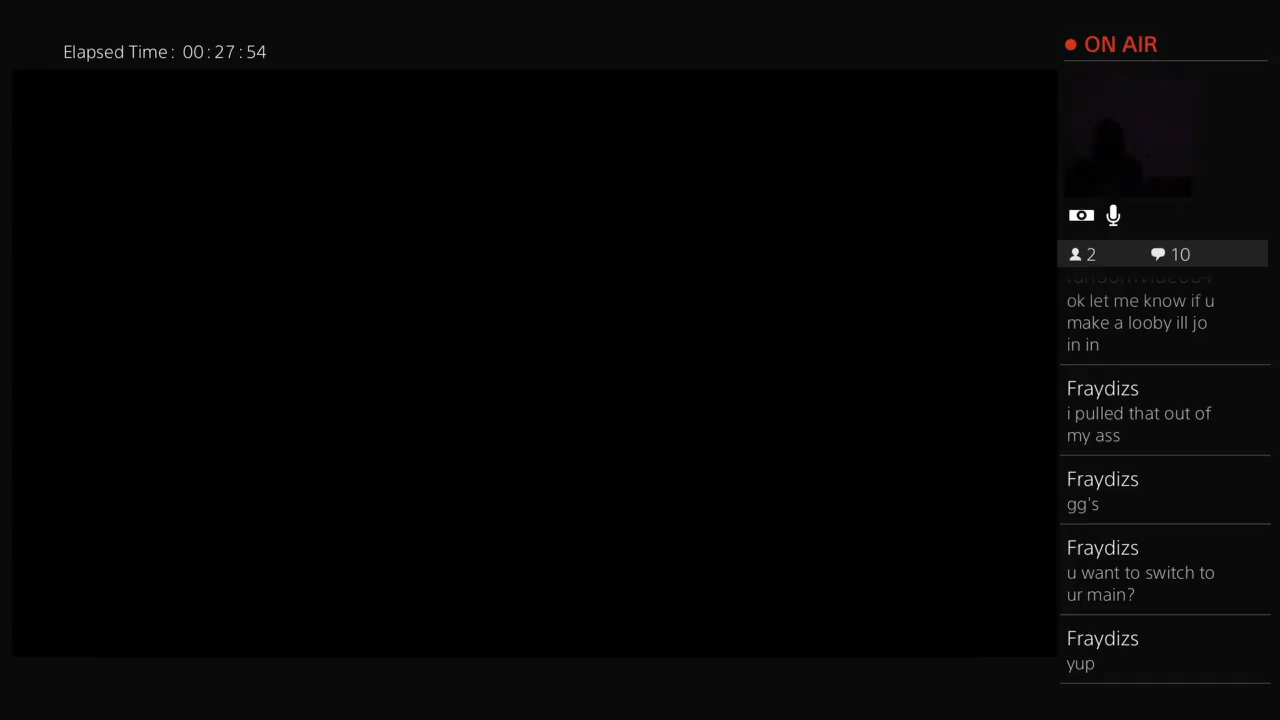 Elapsed Time: 00:27:54
ON AIR
2
10
ok let me know if u
make a looby ill jo
in in
Fraydizs
i pulled that out of
my ass
Fraydizs
gg's
Fraydizs
u want to switch to
ur main?
Fraydizs
yup